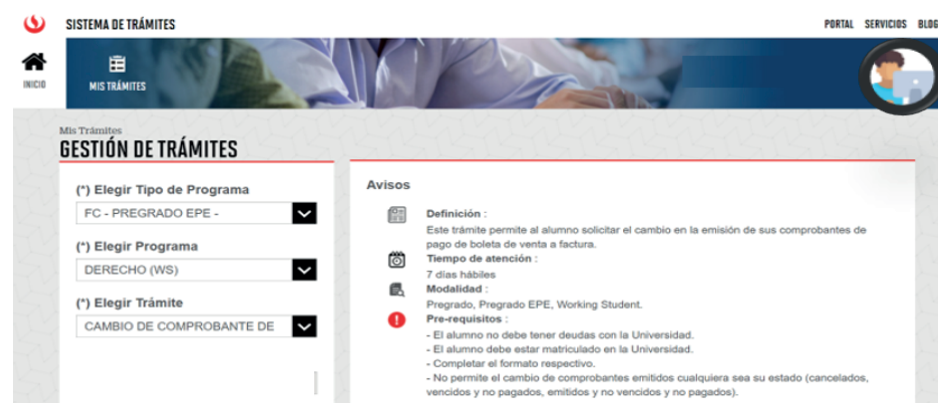 SISTEMA DE TRÁMITES
PORTAL SERVICIOS BLOG
INICIO
MIS TRÁMITES
Mis Trámites
GESTIÓN DE TRÁMITES
(*) Elegir Tipo de Programa
FC - PREGRADO EPE -
(*) Elegir Programa
DERECHO (WS)
(*) Elegir Trámite
CAMBIO DE COMPROBANTE DE
Avisos
Definición :
Este trámite permite al alumno solicitar el cambio en la emisión de sus comprobantes de
pago de boleta de venta a factura.
Tiempo de atención :
7 días hábiles
Modalidad :
Pregrado, Pregrado EPE, Working Student.
Pre-requisitos :
- El alumno no debe tener deudas con la Universidad.
- El alumno debe estar matriculado en la Universidad.
- Completar el formato respectivo.
- No permite el cambio de comprobantes emitidos cualquiera sea su estado (cancelados,
vencidos y no pagados, emitidos y no vencidos y no pagados).